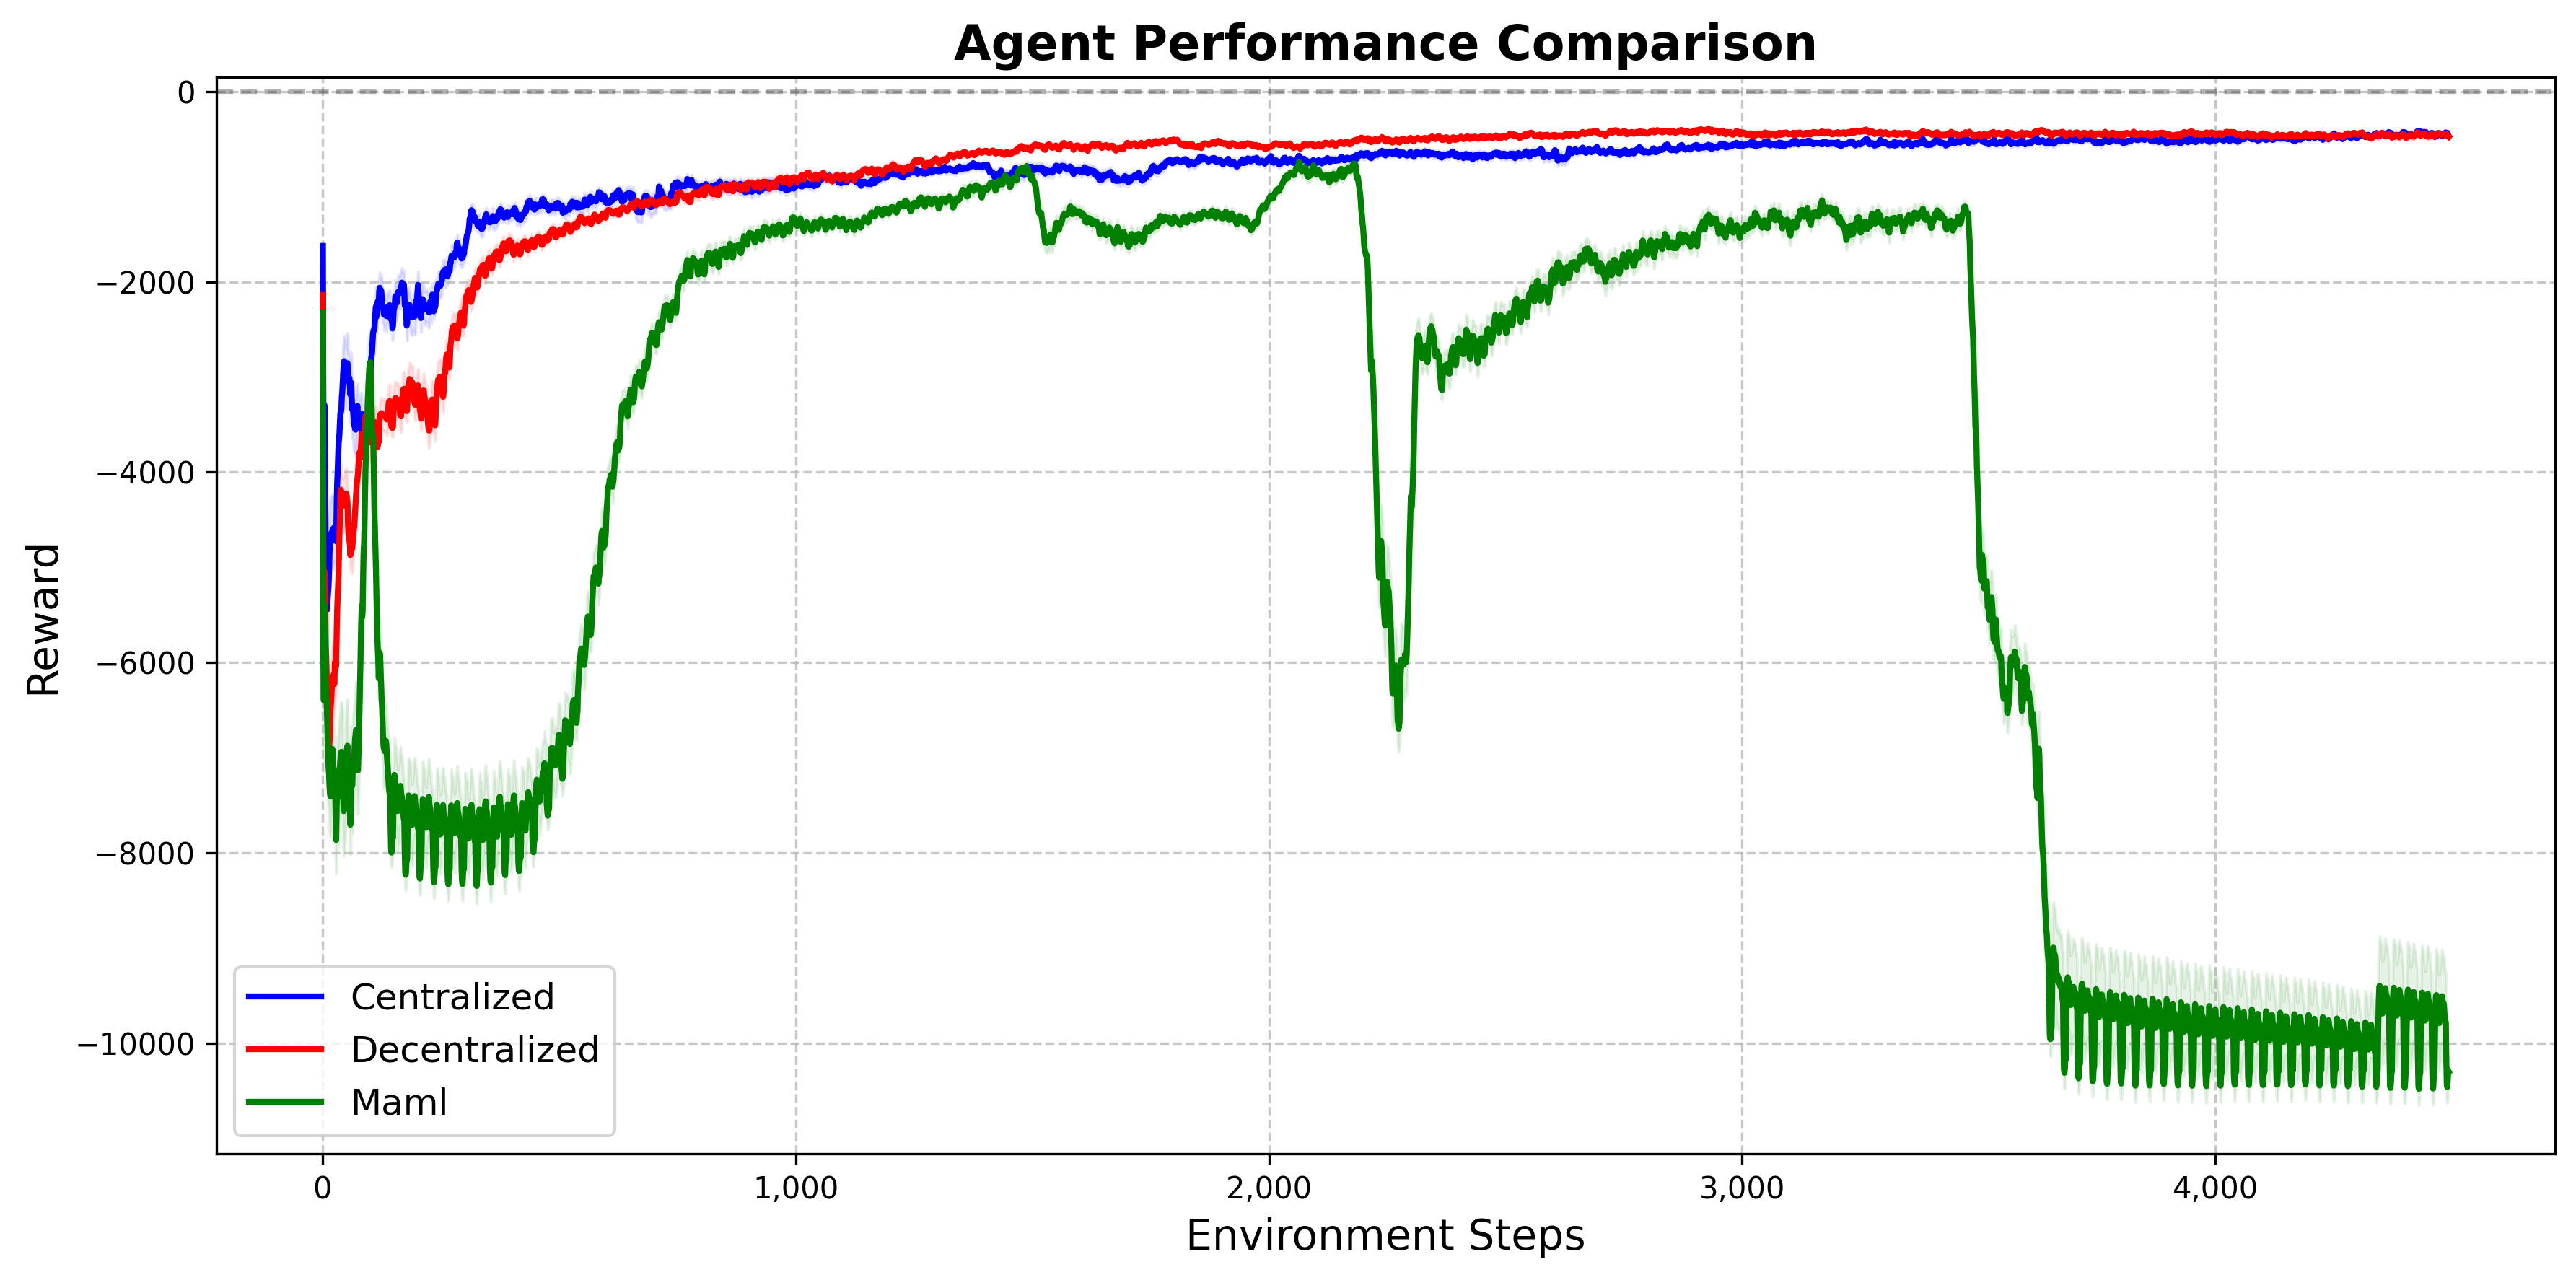 Agent Performance Comparison
0
−2000
−4000
−6000
−8000
−10000
Reward
Centralized
Decentralized
Maml
0
1,000
2,000
3,000
4,000
Environment Steps